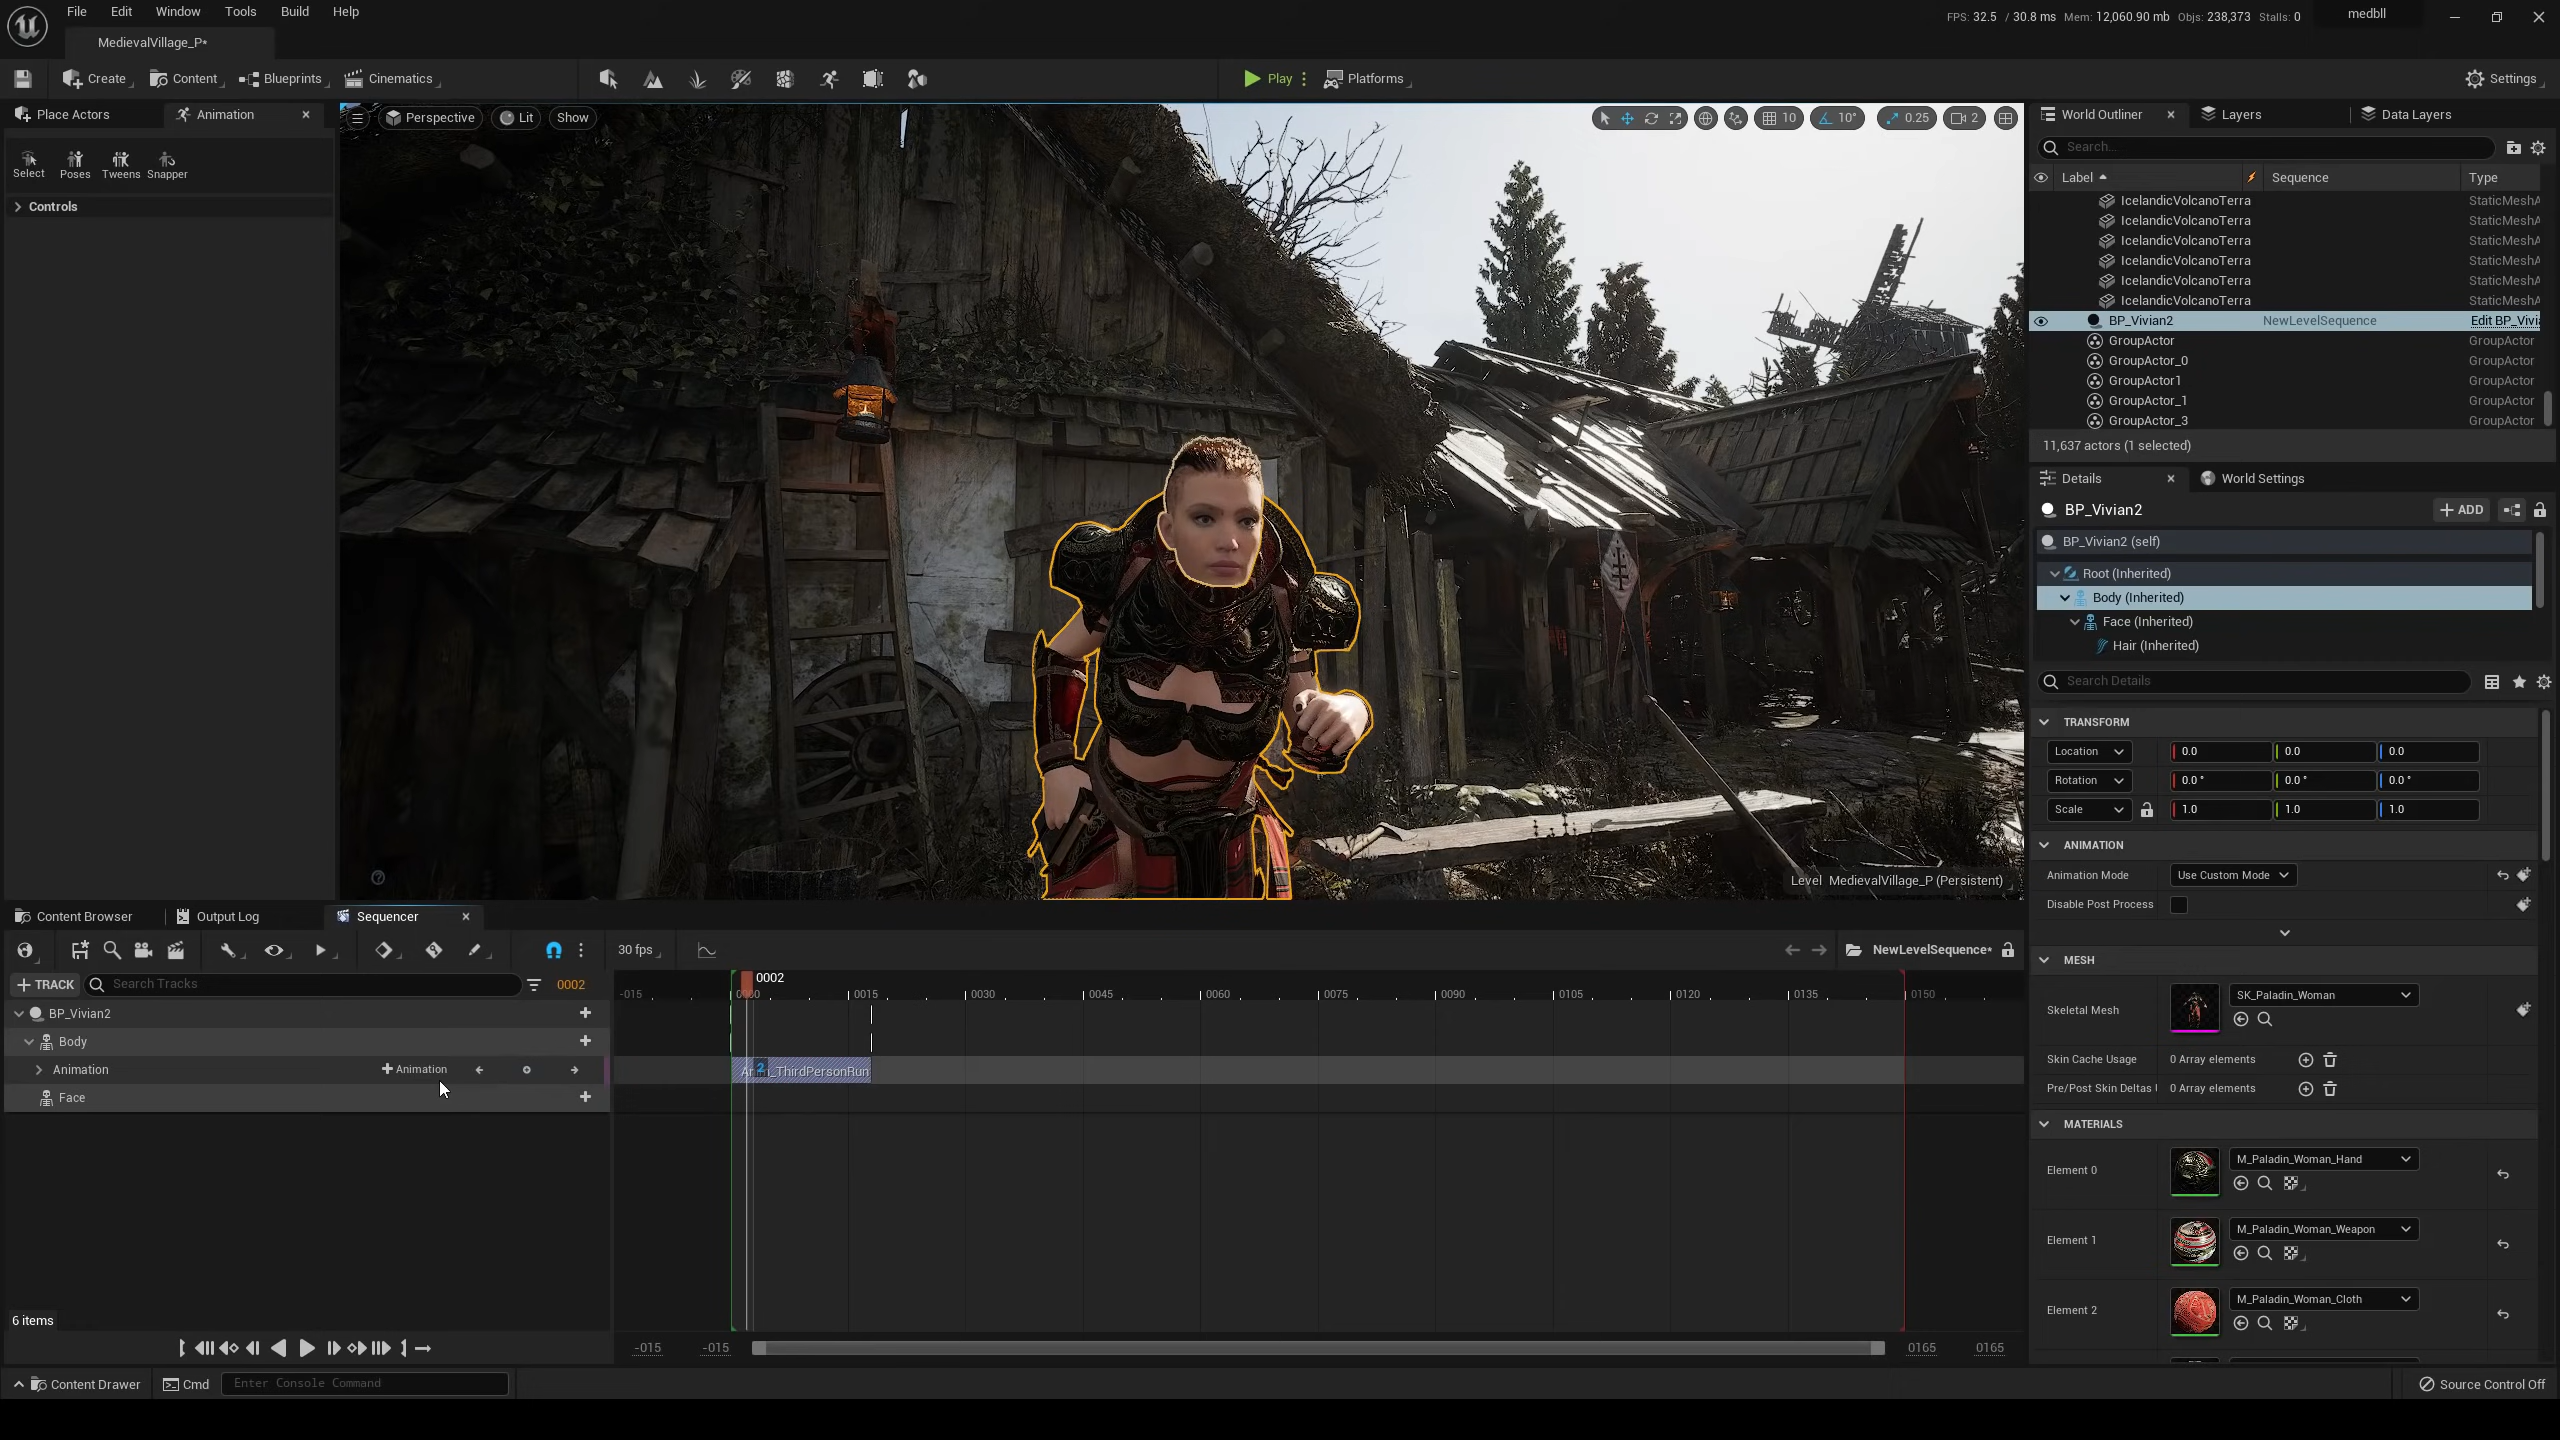 File Edit Window Tools Build Help
FPS: 32.5 / 30.8 ms Mem: 12,060.90 mb Objs: 238,373 Stalls: 0 medbll
MedievalVillage_P*
Create Content Blueprints Cinematics Play Platforms Settings
Place Actors Animation
Select Poses Tweens Snapper
Controls
Perspective Lit Show 10 10° 0.25 2
Level MedievalVillage_P (Persistent)
World Outliner Layers Data Layers
Search...
Label Sequence Type
IcelandicVolcanoTerra StaticMeshA
IcelandicVolcanoTerra StaticMeshA
IcelandicVolcanoTerra StaticMeshA
IcelandicVolcanoTerra StaticMeshA
IcelandicVolcanoTerra StaticMeshA
IcelandicVolcanoTerra StaticMeshA
BP_Vivian2 NewLevelSequence Edit BP_Vivi
GroupActor GroupActor
GroupActor_0 GroupActor
GroupActor1 GroupActor
GroupActor_1 GroupActor
GroupActor_3 GroupActor
11,637 actors (1 selected)
Details World Settings
BP_Vivian2 ADD
BP_Vivian2 (self)
Root (Inherited)
Body (Inherited)
Face (Inherited)
Hair (Inherited)
Search Details
TRANSFORM
Location 0.0 0.0 0.0
Rotation 0.0 ° 0.0 ° 0.0 °
Scale 1.0 1.0 1.0
ANIMATION
Animation Mode Use Custom Mode
Disable Post Process
MESH
Skeletal Mesh SK_Paladin_Woman
Skin Cache Usage 0 Array elements
Pre/Post Skin Deltas 0 Array elements
MATERIALS
Element 0 M_Paladin_Woman_Hand
Element 1 M_Paladin_Woman_Weapon
Element 2 M_Paladin_Woman_Cloth
Content Browser Output Log Sequencer
30 fps NewLevelSequence*
TRACK Search Tracks 0002
0002
-015 0000 0015 0030 0045 0060 0075 0090 0105 0120 0135 0150
BP_Vivian2
Body
Animation Animation 2 _ThirdPersonRun
Face
6 items
-015 -015 0165 0165
Content Drawer Cmd Enter Console Command Source Control Off